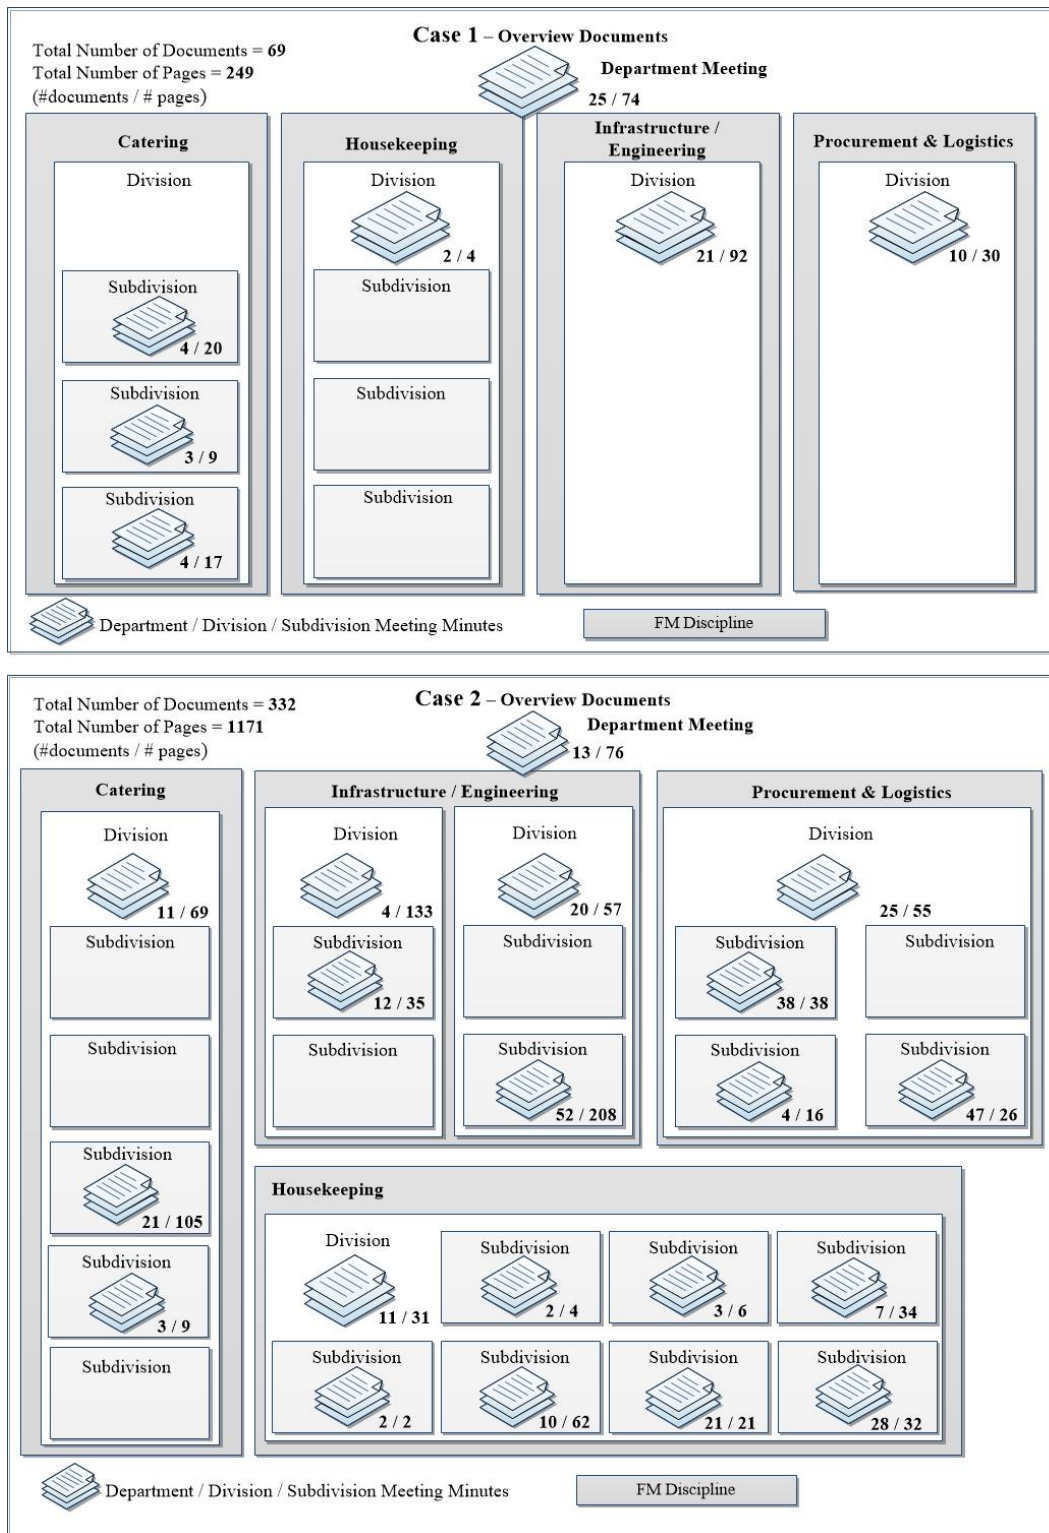 Case 1 – Overview Documents
Total Number of Documents = 69
Total Number of Pages = 249
(#documents / # pages)
Department Meeting
25 / 74
Catering
Division
Subdivision
4 / 20
Subdivision
3 / 9
Subdivision
4 / 17
Housekeeping
Division
2 / 4
Subdivision
Subdivision
Subdivision
Infrastructure /
Engineering
Division
21 / 92
Procurement & Logistics
Division
10 / 30
Department / Division / Subdivision Meeting Minutes
FM Discipline
Case 2 – Overview Documents
Total Number of Documents = 332
Total Number of Pages = 1171
(#documents / # pages)
Department Meeting
13 / 76
Catering
Division
11 / 69
Subdivision
Subdivision
Subdivision
21 / 105
Subdivision
3 / 9
Subdivision
Infrastructure / Engineering
Division
4 / 133
Subdivision
12 / 35
Subdivision
Division
20 / 57
Subdivision
Subdivision
52 / 208
Procurement & Logistics
Division
25 / 55
Subdivision
38 / 38
Subdivision
Subdivision
4 / 16
Subdivision
47 / 26
Housekeeping
Division
11 / 31
Subdivision
2 / 4
Subdivision
3 / 6
Subdivision
7 / 34
Subdivision
2 / 2
Subdivision
10 / 62
Subdivision
21 / 21
Subdivision
28 / 32
Department / Division / Subdivision Meeting Minutes
FM Discipline